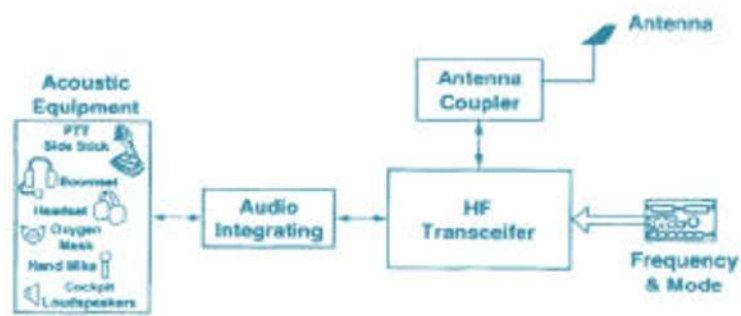 Acoustic
Equipment
PTT
Side Stick
Boomset
Headset
Oxygen
Mask
Hand Mike
Cockpit
Loudspeakers
Audio
Integrating
Antenna
Coupler
Antenna
HF
Transceifer
Frequency
& Mode